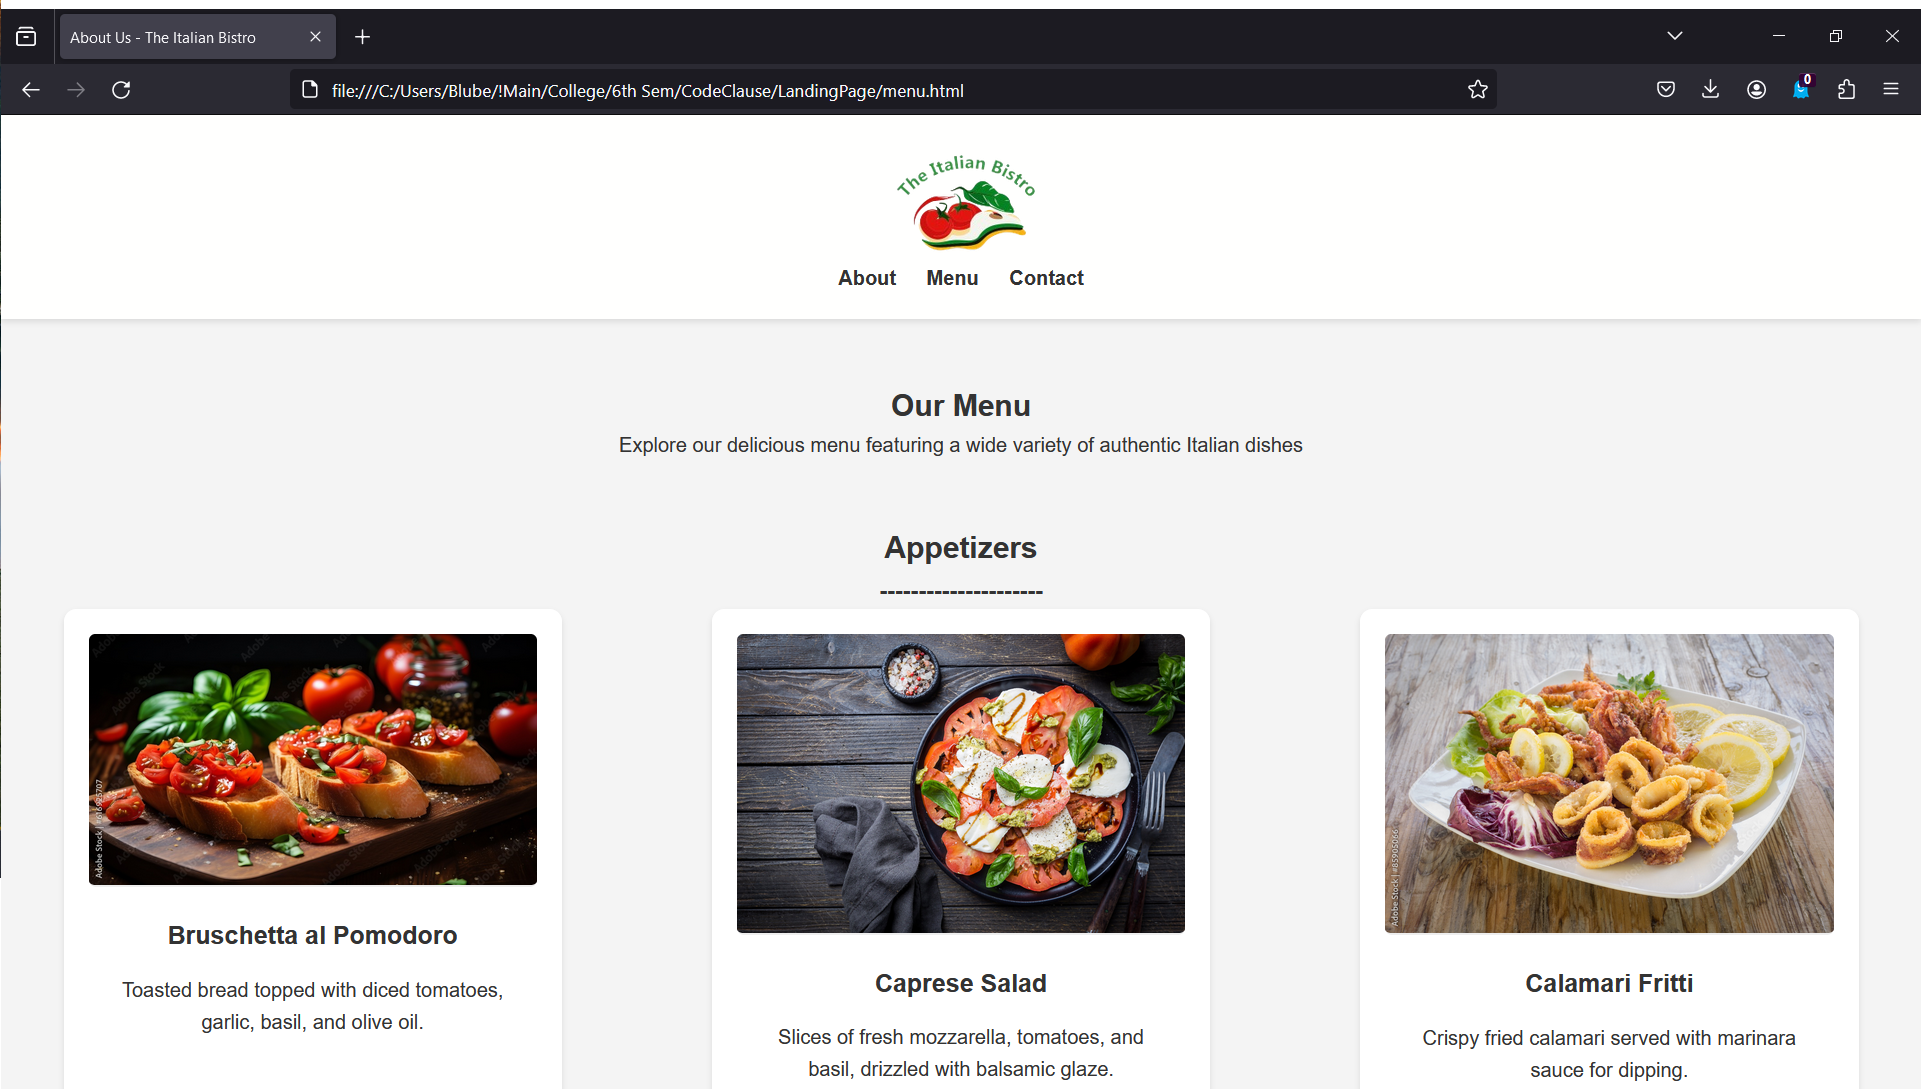 About Us - The Italian Bistro
0
file:///C:/Users/Blube/!Main/College/6th Sem/CodeClause/LandingPage/menu.html
The Italian Bistro
About Menu Contact
Our Menu
Explore our delicious menu featuring a wide variety of authentic Italian dishes
Appetizers
---------------------
Adobe Stock
Bruschetta al Pomodoro
Toasted bread topped with diced tomatoes,
garlic, basil, and olive oil.
Caprese Salad
Slices of fresh mozzarella, tomatoes, and
basil, drizzled with balsamic glaze.
Adobe Stock
Calamari Fritti
Crispy fried calamari served with marinara
sauce for dipping.